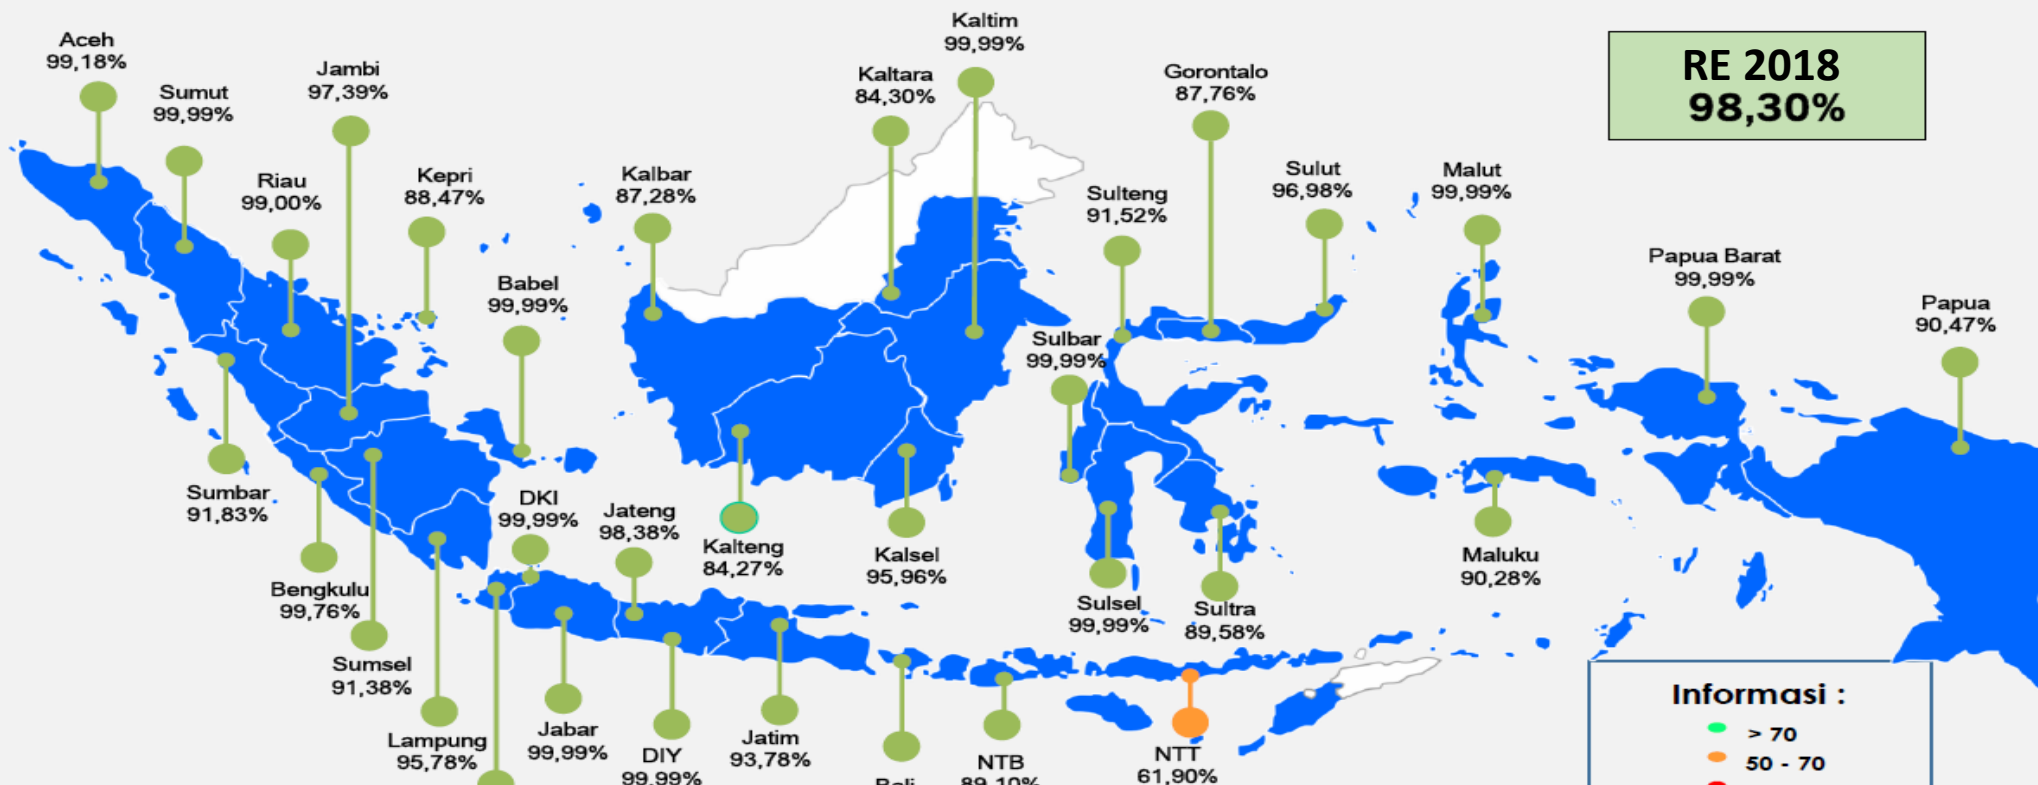 Kaltim
99,99%
Aceh
99,18%
Jambi
97,39%
Sumut
99,99%
Kaltara
84,30%
Gorontalo
87,76%
RE 2018
98,30%
Riau
99,00%
Kepri
88,47%
Kalbar
87,28%
Sulteng
91,52%
Sulut
96,98%
Malut
99,99%
Babel
99,99%
Papua Barat
99,99%
Papua
90,47%
Sulbar
99,99%
Sumbar
91,83%
DKI
99,99%
Jateng
98,38%
Kalteng
84,27%
Kalsel
95,96%
Maluku
90,28%
Bengkulu
99,76%
Sulsel
99,99%
Sultra
89,58%
Sumsel
91,38%
Lampung
95,78%
Jabar
99,99%
DIY
99,99%
Jatim
93,78%
Bali
NTB
89,10%
NTT
61,90%
Informasi :
> 70
50 - 70